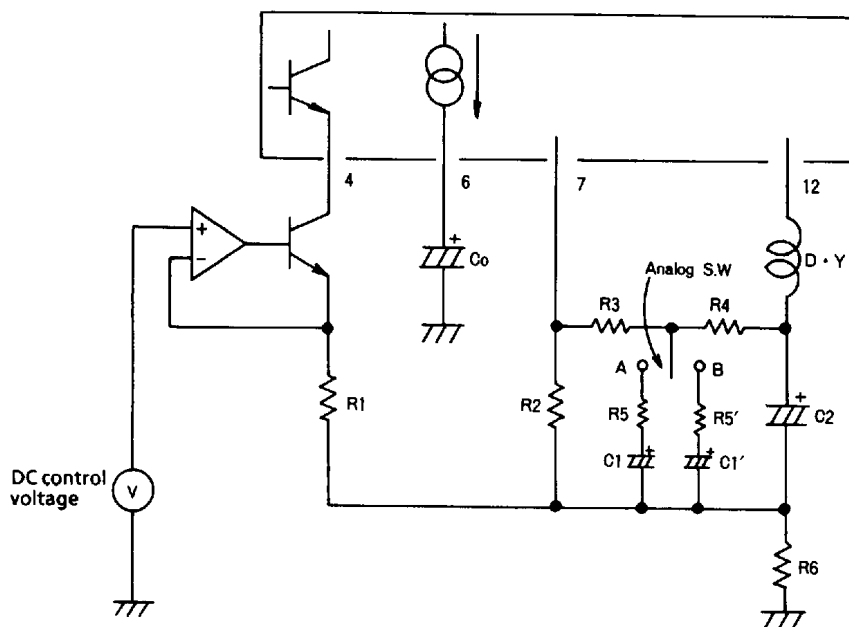 4
6
7
12
+
−
+
Co
D・Y
Analog S.W
R3
R4
A
B
R1
R2
R5
R5′
+
C2
C1
+
+
C1′
DC control
voltage
V
R6